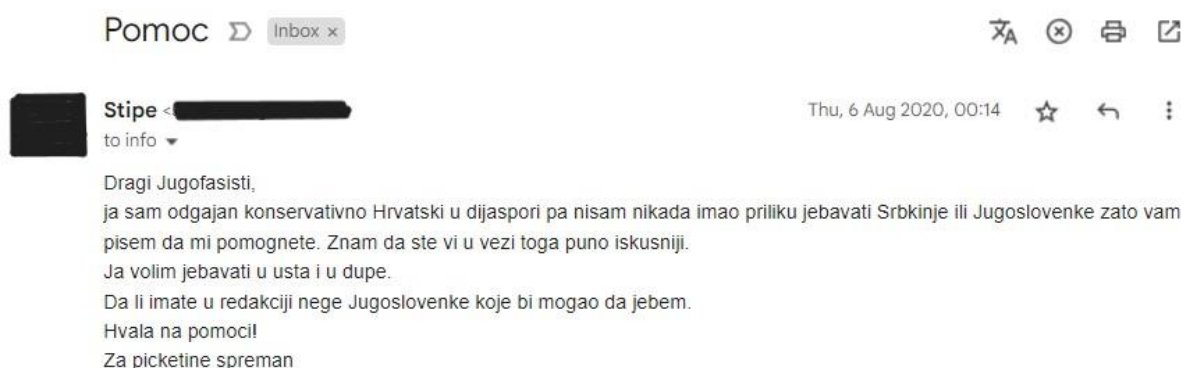 Pomoc Inbox ×
Stipe < Thu, 6 Aug 2020, 00:14
to info
Dragi Jugofasisti,
ja sam odgajan konservativno Hrvatski u dijaspori pa nisam nikada imao priliku jebavati Srbkinje ili Jugoslovenke zato vam
pisem da mi pomognete. Znam da ste vi u vezi toga puno iskusniji.
Ja volim jebavati u usta i u dupe.
Da li imate u redakciji nege Jugoslovenke koje bi mogao da jebem.
Hvala na pomoci!
Za picketine spreman